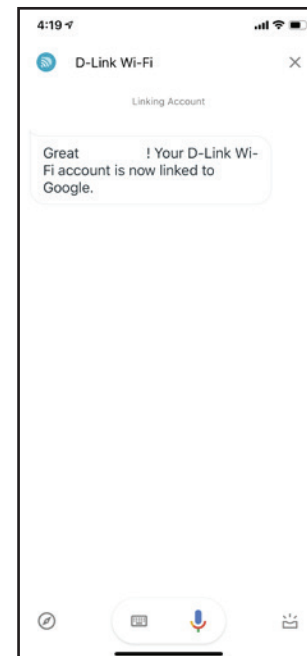 4:19
D-Link Wi-Fi
Linking Account
Great ! Your D-Link Wi-
Fi account is now linked to
Google.